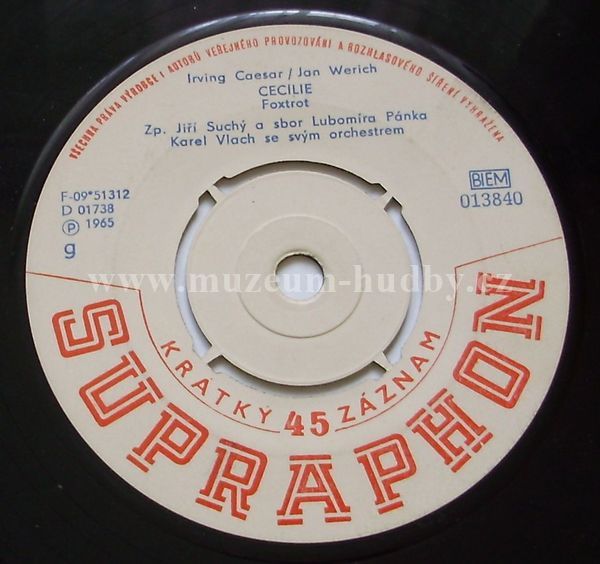 VŠECHNA PRÁVA VÝROBCE I AUTORŮ VEŘEJNÉHO PROVOZOVÁNÍ A ROZHLASOVÉHO ŠÍŘENÍ VYHRAŽENA
Irving Caesar / Jan Werich
CECILIE
Foxtrot
Zp. Jiří Suchý a sbor Lubomíra Pánka
Karel Vlach se svým orchestrem
F-09*51312
D 01738
Ⓟ 1965
g
BIEM
013840
www.muzeum-hudby.cz
KRÁTKÝ 45 ZÁZNAM
SUPRAPHON